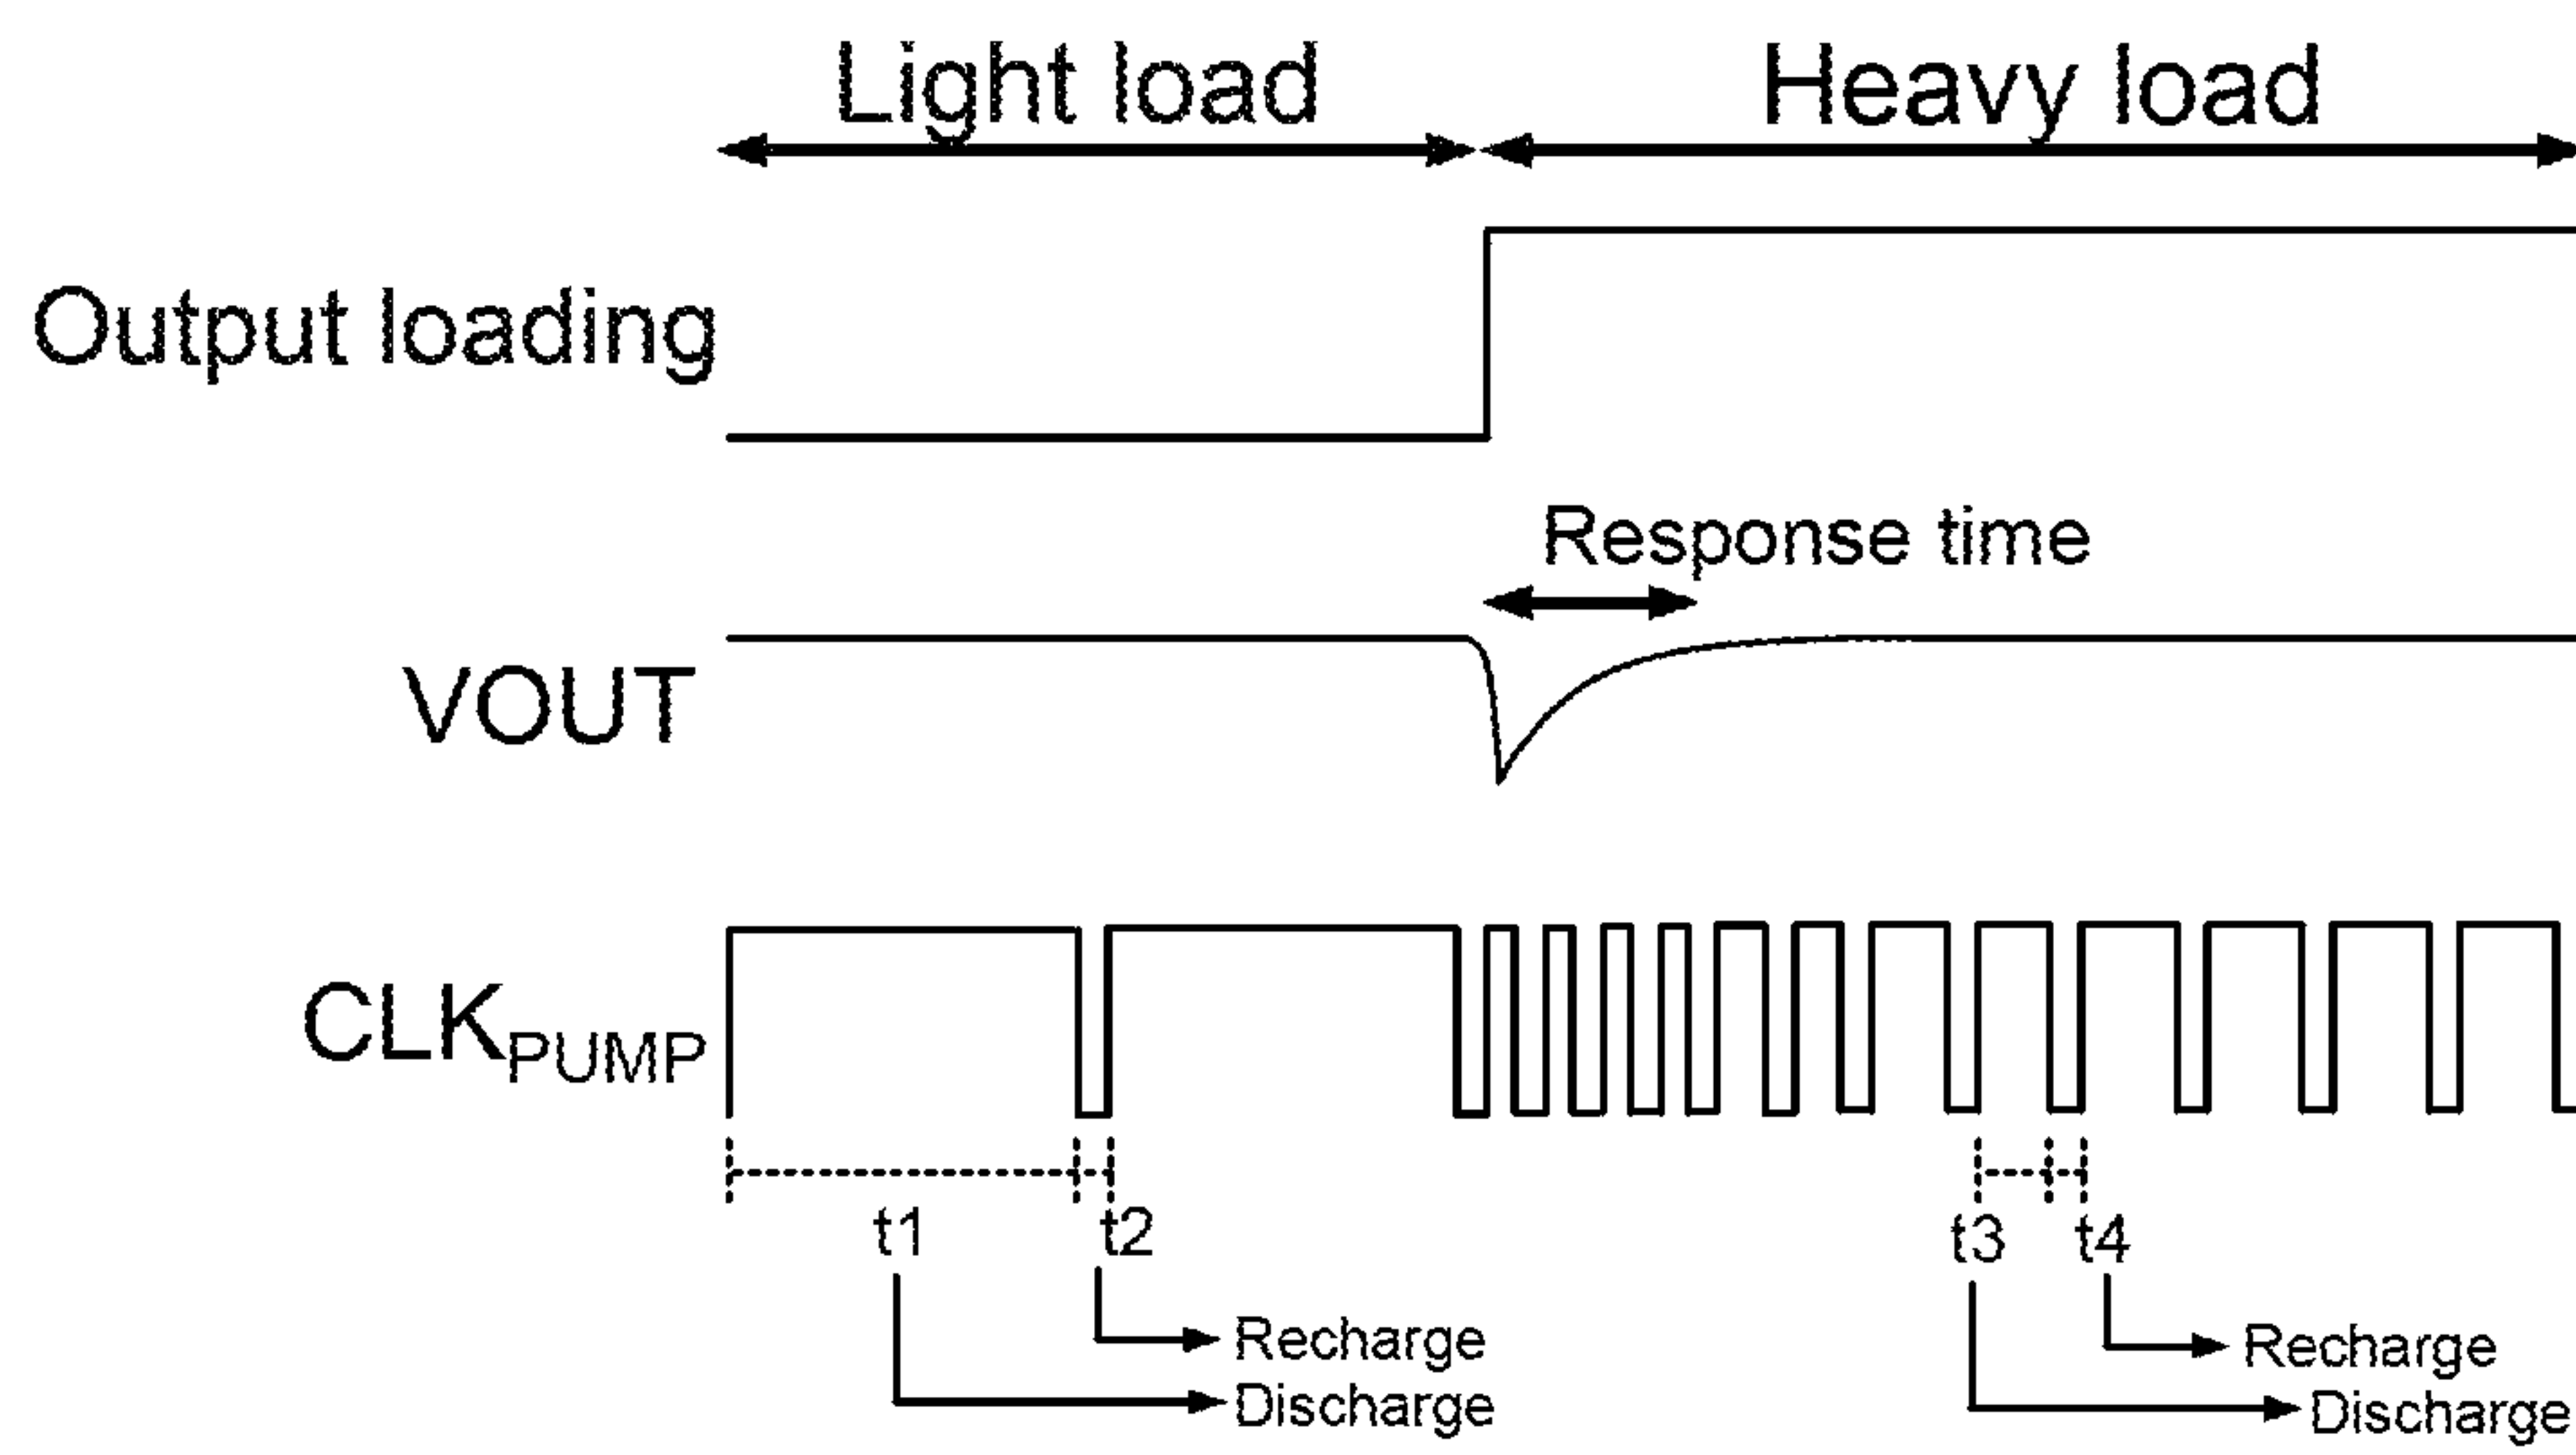 Light load
Heavy load
Output loading
Response time
VOUT
CLKPUMP
t1
t2
t3
t4
Recharge
Discharge
Recharge
Discharge